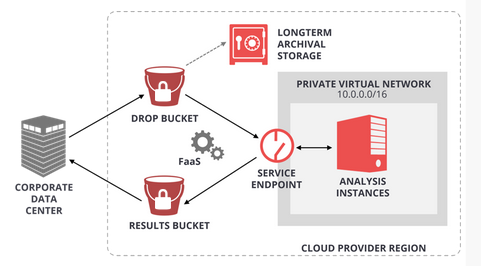 LONGTERM
ARCHIVAL
STORAGE
PRIVATE VIRTUAL NETWORK
10.0.0.0/16
DROP BUCKET
FaaS
SERVICE
ENDPOINT
ANALYSIS
INSTANCES
CORPORATE
DATA
CENTER
RESULTS BUCKET
CLOUD PROVIDER REGION